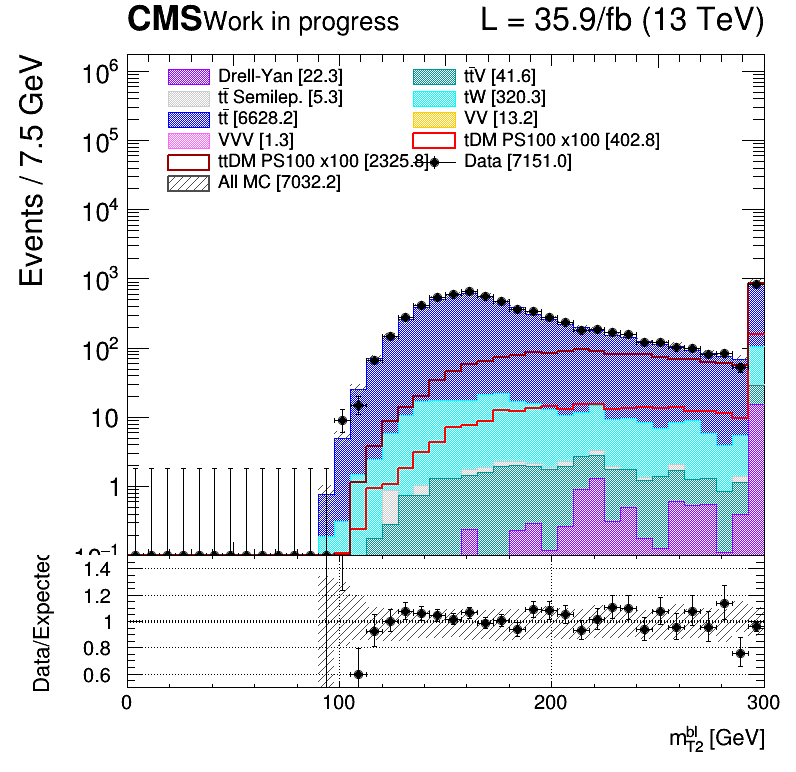 CMS Work in progress L = 35.9/fb (13 TeV)
Events / 7.5 GeV
10⁶
10⁵
10⁴
10³
10²
10
1
10⁻¹
Drell-Yan [22.3] tt̄V [41.6]
tt̄ Semilep. [5.3] tW [320.3]
tt̄ [6628.2] VV [13.2]
VVV [1.3] tDM PS100 x100 [402.8]
ttDM PS100 x100 [2325.8] Data [7151.0]
All MC [7032.2]
Data/Expected
1.4
1.2
1
0.8
0.6
0 100 200 300
m_T2^bl [GeV]